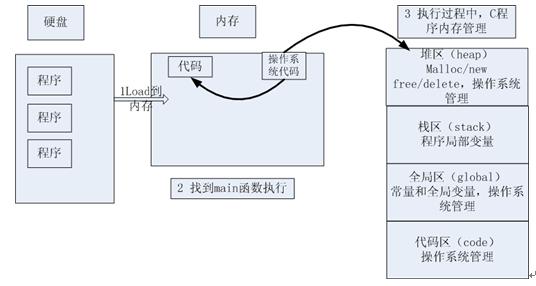 硬盘
程序
程序
程序
1Load到
内存
内存
代码
操作系
统代码
2 找到main函数执行
3 执行过程中，C程
序内存管理
堆区（heap）
Malloc/new
free/delete，操作系统
管理
栈区（stack）
程序局部变量
全局区（global）
常量和全局变量，操作系
统管理
代码区（code）
操作系统管理